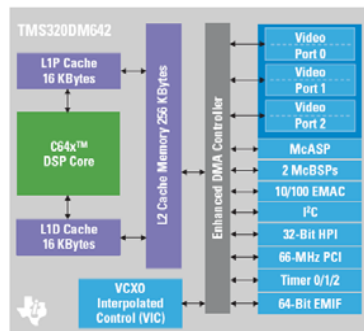 TMS320DM642
L1P Cache
16 KBytes
C64x™
DSP Core
L1D Cache
16 KBytes
L2 Cache Memory 256 KBytes
VCXO
Interpolated
Control (VIC)
Enhanced DMA Controller
Video
Port 0
Video
Port 1
Video
Port 2
McASP
2 McBSPs
10/100 EMAC
I²C
32-Bit HPI
66-MHz PCI
Timer 0/1/2
64-Bit EMIF